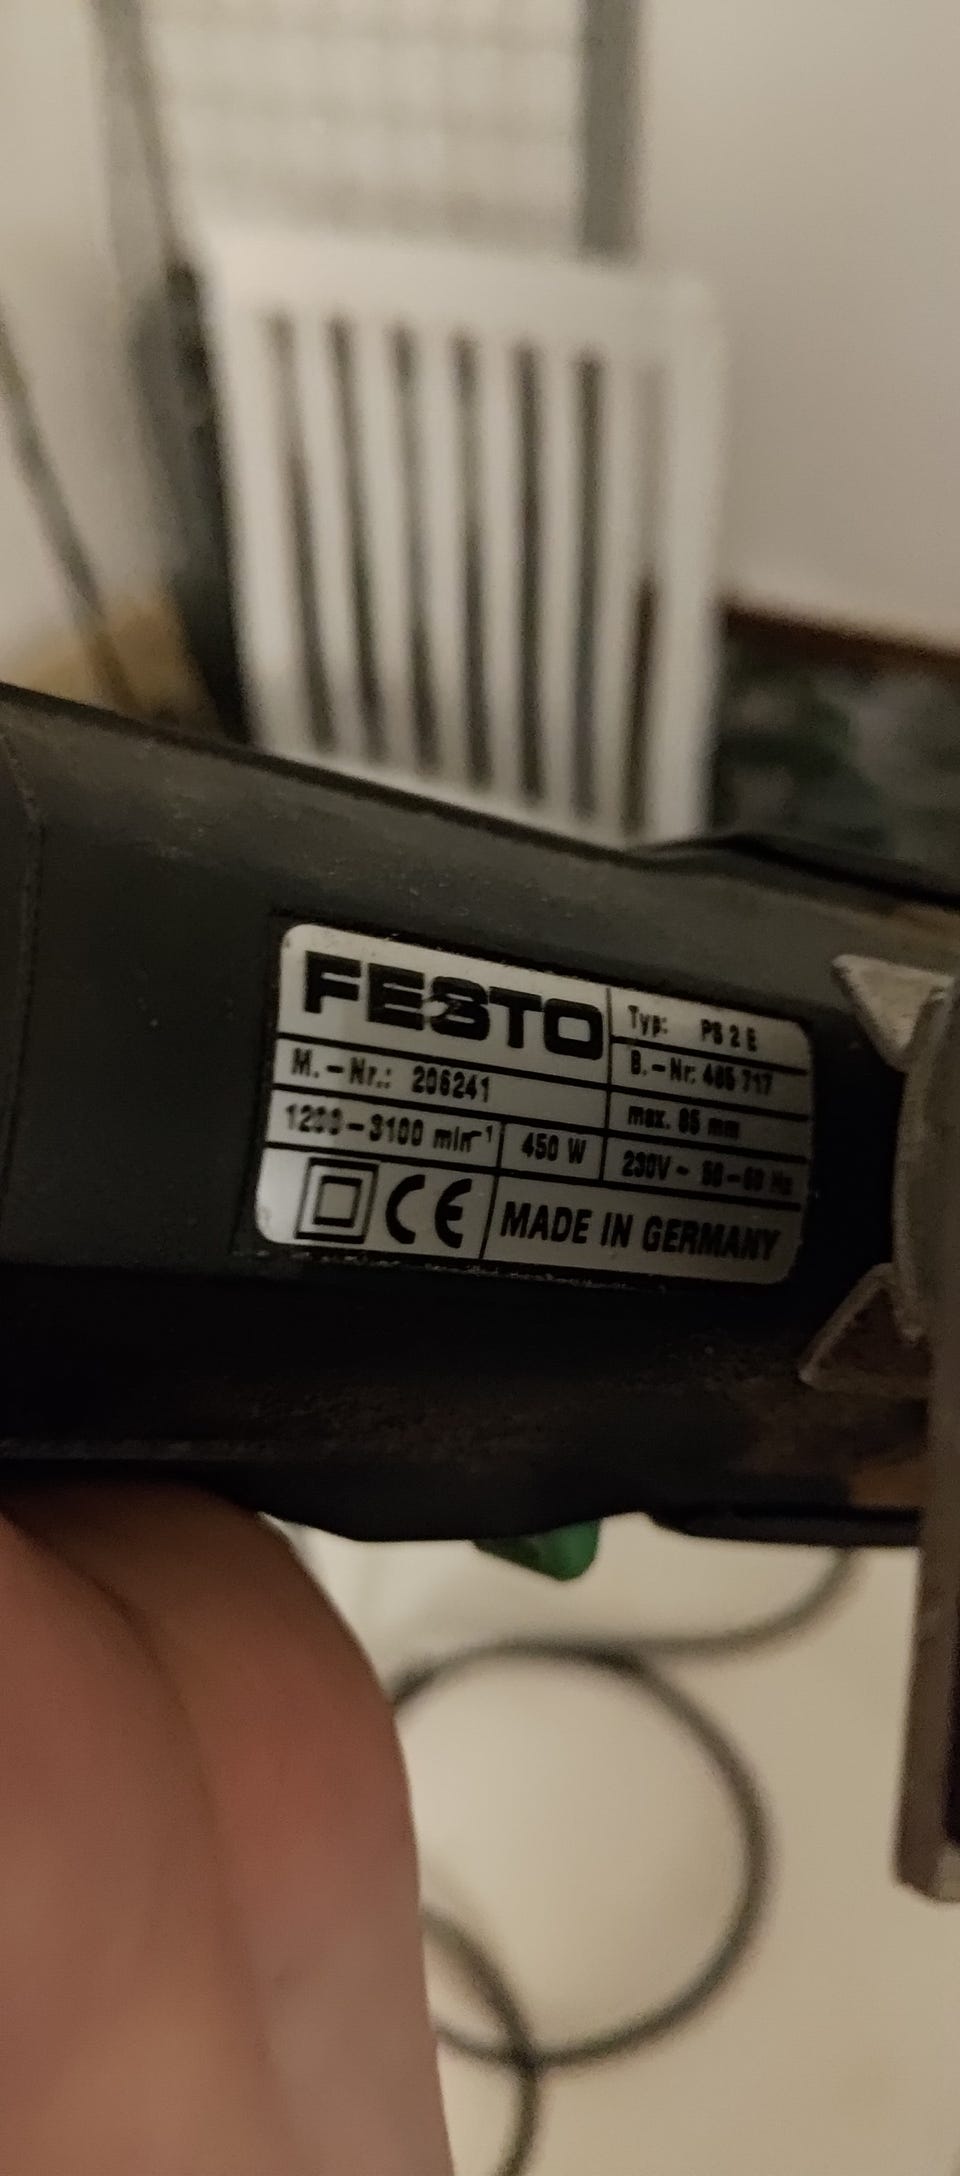 FESTO
Typ: PS 2 E
M.-Nr.: 206241
B.-Nr: 485 717
max. 65 mm
1200-3100 min-1
450 W
230V~ 50-60 Hz
CE
MADE IN GERMANY